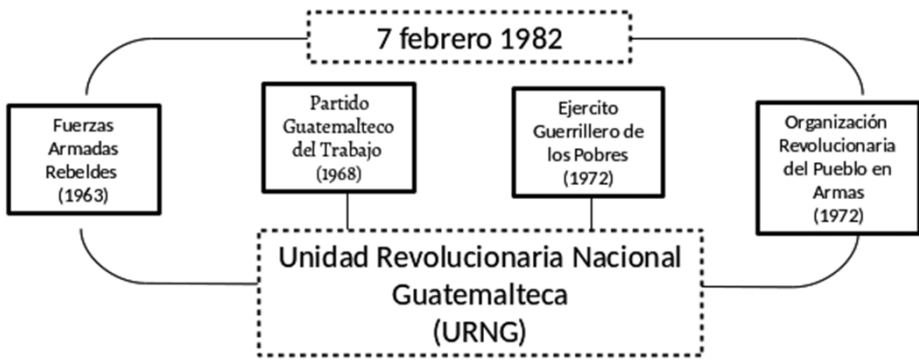 7 febrero 1982
Fuerzas
Armadas
Rebeldes
(1963)
Partido
Guatemalteco
del Trabajo
(1968)
Ejercito
Guerrillero de
los Pobres
(1972)
Organización
Revolucionaria
del Pueblo en
Armas
(1972)
Unidad Revolucionaria Nacional
Guatemalteca
(URNG)